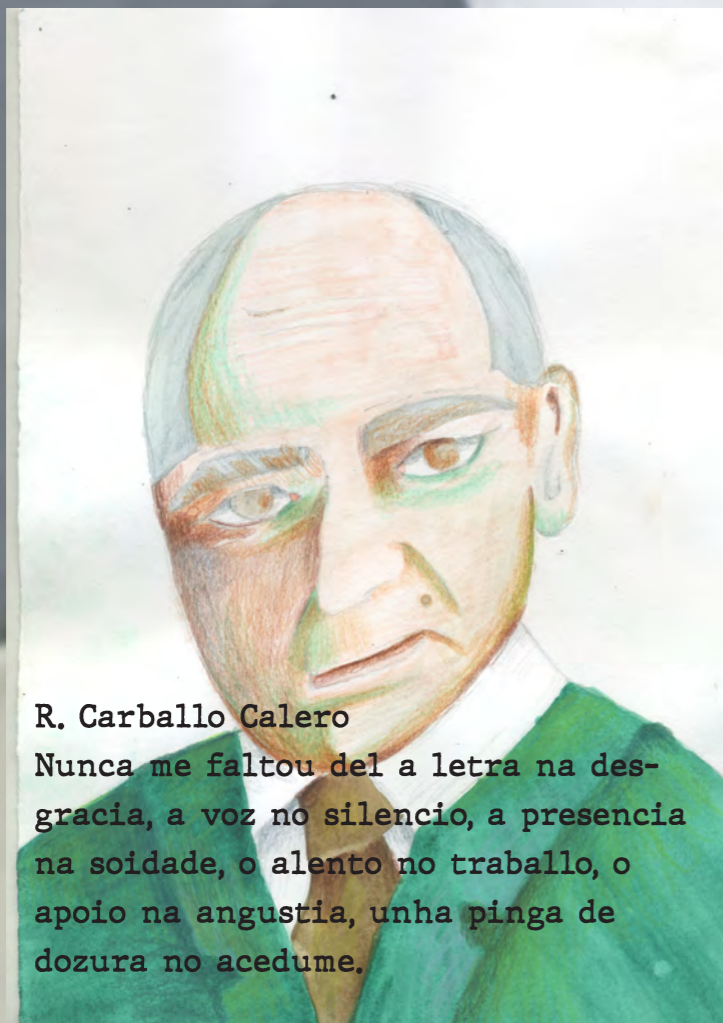 R. Carballo Calero
Nunca me faltou del a letra na des-
gracia, a voz no silencio, a presencia
na soidade, o alento no traballo, o
apoio na angustia, unha pinga de
dozura no acedume.